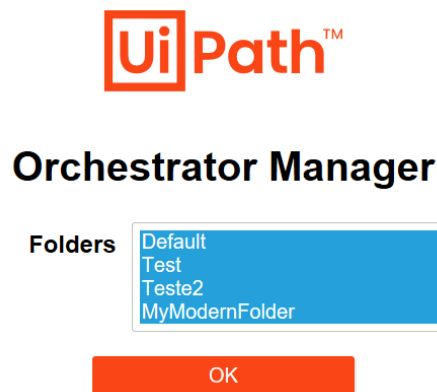 UiPath™
Orchestrator Manager
Folders
Default
Test
Teste2
MyModernFolder
OK